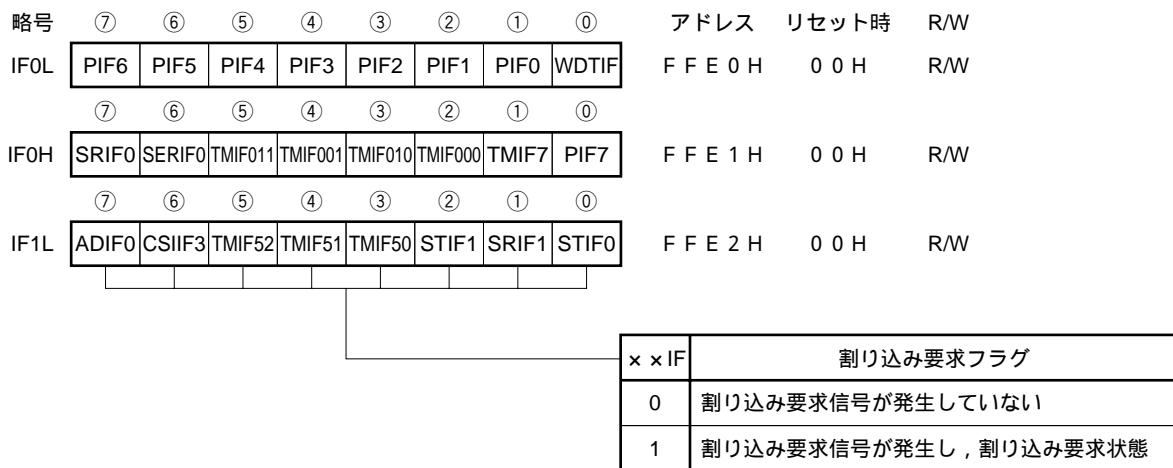 略号 ⑦ ⑥ ⑤ ④ ③ ② ① ⓪ アドレス リセット時 R/W
IF0L PIF6 PIF5 PIF4 PIF3 PIF2 PIF1 PIF0 WDTIF FFE0H 00H R/W
⑦ ⑥ ⑤ ④ ③ ② ① ⓪
IF0H SRIF0 SERIF0 TMIF011 TMIF001 TMIF010 TMIF000 TMIF7 PIF7 FFE1H 00H R/W
⑦ ⑥ ⑤ ④ ③ ② ① ⓪
IF1L ADIF0 CSIIF3 TMIF52 TMIF51 TMIF50 STIF1 SRIF1 STIF0 FFE2H 00H R/W
××IF 割り込み要求フラグ
0 割り込み要求信号が発生していない
1 割り込み要求信号が発生し，割り込み要求状態